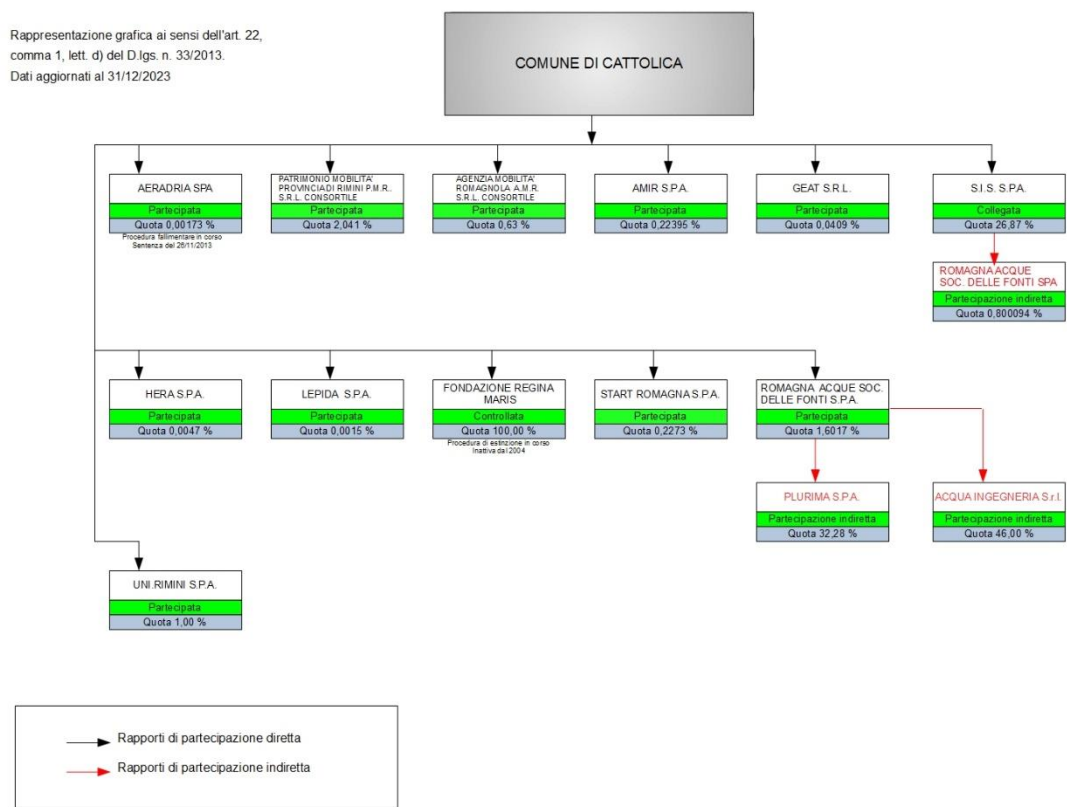 Rappresentazione grafica ai sensi dell'art. 22,
comma 1, lett. d) del D.lgs. n. 33/2013.
Dati aggiornati al 31/12/2023
COMUNE DI CATTOLICA
AERADRIA SPA
Partecipata
Quota 0,00173 %
Procedura fallimentare in corso
Sentenza del 26/11/2013
PATRIMONIO MOBILITA'
PROVINCIA DI RIMINI P.M.R..
S.R.L. CONSORTILE
Partecipata
Quota 2,041 %
AGENZIA MOBILITA'
ROMAGNOLA A.M.R.
S.R.L. CONSORTILE
Partecipata
Quota 0,63 %
AMIR S.P.A.
Partecipata
Quota 0,22395 %
GEAT S.R.L.
Partecipata
Quota 0,0409 %
S.I.S. S.P.A.
Collegata
Quota 26,87 %
ROMAGNA ACQUE
SOC. DELLE FONTI SPA
Partecipazione indiretta
Quota 0,800094 %
HERA S.P.A.
Partecipata
Quota 0,0047 %
LEPIDA S.P.A.
Partecipata
Quota 0,0015 %
FONDAZIONE REGINA
MARIS
Controllata
Quota 100,00 %
Procedura di estinzione in corso
Inattiva dal 2004
START ROMAGNA S.P.A.
Partecipata
Quota 0,2273 %
ROMAGNA ACQUE SOC.
DELLE FONTI S.P.A.
Partecipata
Quota 1,6017 %
PLURIMA S.P.A.
Partecipazione indiretta
Quota 32,28 %
ACQUA INGEGNERIA S.r.l.
Partecipazione indiretta
Quota 46,00 %
UNI.RIMINI S.P.A.
Partecipata
Quota 1,00 %
Rapporti di partecipazione diretta
Rapporti di partecipazione indiretta